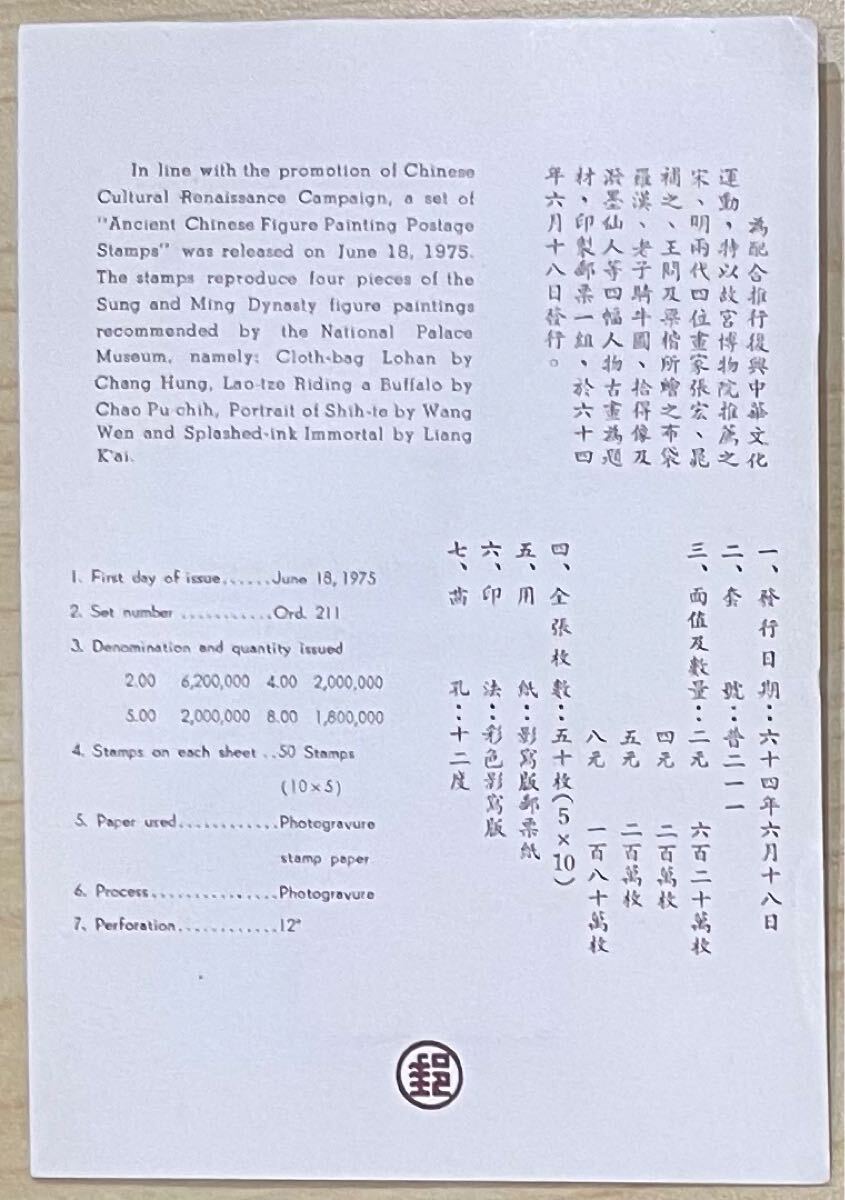 In line with the promotion of Chinese
Cultural Renaissance Campaign, a set of
"Ancient Chinese Figure Painting Postage
Stamps" was released on June 18, 1975.
The stamps reproduce four pieces of the
Sung and Ming Dynasty figure paintings
recommended by the National Palace
Museum, namely: Cloth-bag Lohan by
Chang Hung, Lao-tze Riding a Buffalo by
Chao Pu-chih, Portrait of Shih-te by Wang
Wen and Splashed-ink Immortal by Liang
K'ai.
為配合推行復興中華文化
運動，特以故宮博物院推薦之
宋、明兩代四位畫家張宏、晁
補之、王問及梁楷所繪之布袋
羅漢、老子騎牛圖、拾得像及
潑墨仙人等四幅人物古畫為題
材，印製郵票一組，於六十四
年六月十八日發行。
1. First day of issue......June 18, 1975
2. Set number ...........Ord. 211
3. Denomination and quantity issued
2.00 6,200,000 4.00 2,000,000
5.00 2,000,000 8.00 1,800,000
4. Stamps on each sheet ..50 Stamps
(10×5)
5. Paper used............Photogravure
stamp paper
6. Process...............Photogravure
7. Perforation............12°
一、發行日期：六十四年六月十八日
二、套號：普二一一
三、面值及數量：二元 六百二十萬枚
四元 二百萬枚
五元 二百萬枚
八元 一百八十萬枚
四、全張枚數：五十枚（5×10）
五、用紙：影寫版郵票紙
六、印法：彩色影寫版
七、齒孔：十二度
郵